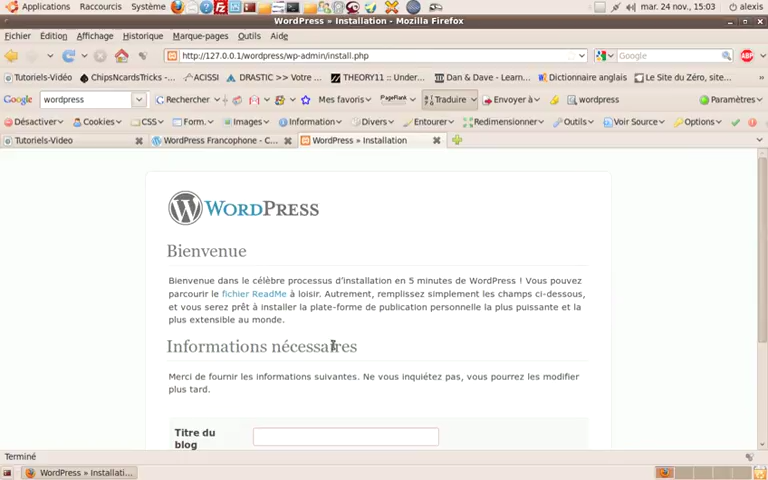 Applications Raccourcis Système mar. 24 nov., 15:03 alexis
WordPress » Installation - Mozilla Firefox
Fichier Édition Affichage Historique Marque-pages Outils Aide
http://127.0.0.1/wordpress/wp-admin/install.php Google
Tutoriels-Vidéo ChipsNcardsTricks -... ACISSI DRASTIC >> Votre ... THEORY11 :: Under... Dan & Dave - Learn... Dictionnaire anglais Le Site du Zéro, site...
Google wordpress Rechercher Mes favoris PageRank Traduire Envoyer à wordpress Paramètres
Désactiver Cookies CSS Form. Images Information Divers Entourer Redimensionner Outils Voir Source Options
Tutoriels-Video WordPress Francophone - C... WordPress » Installation
WORDPRESS
Bienvenue
Bienvenue dans le célèbre processus d'installation en 5 minutes de WordPress ! Vous pouvez
parcourir le fichier ReadMe à loisir. Autrement, remplissez simplement les champs ci-dessous,
et vous serez prêt à installer la plate-forme de publication personnelle la plus puissante et la
plus extensible au monde.
Informations nécessaires
Merci de fournir les informations suivantes. Ne vous inquiétez pas, vous pourrez les modifier
plus tard.
Titre du
blog
Terminé
WordPress » Installati...